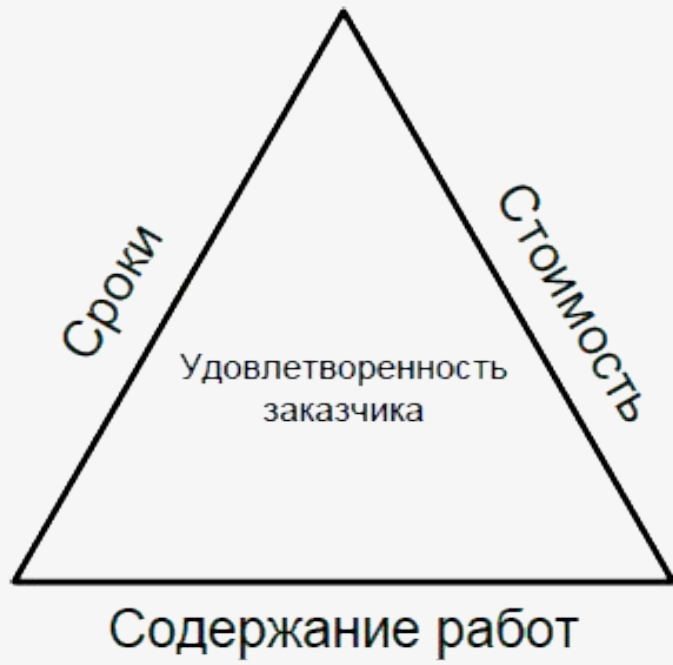 Сроки
Стоимость
Удовлетворенность
заказчика
Содержание работ